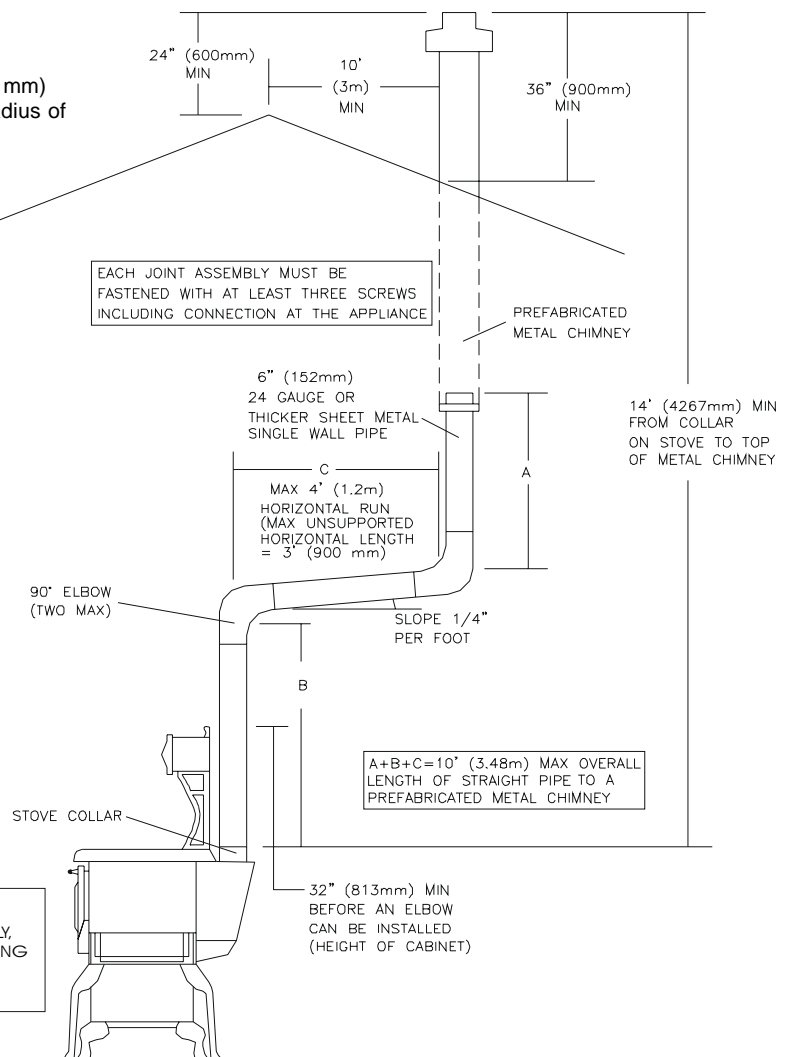 24" (600mm)
MIN
10'
(3m)
MIN
36" (900mm)
MIN
mm)
dius of
EACH JOINT ASSEMBLY MUST BE
FASTENED WITH AT LEAST THREE SCREWS
INCLUDING CONNECTION AT THE APPLIANCE
PREFABRICATED
METAL CHIMNEY
6" (152mm)
24 GAUGE OR
THICKER SHEET METAL
SINGLE WALL PIPE
14' (4267mm) MIN
FROM COLLAR
ON STOVE TO TOP
OF METAL CHIMNEY
A
C
MAX 4' (1.2m)
HORIZONTAL RUN
(MAX UNSUPPORTED
HORIZONTAL LENGTH
= 3' (900 mm)
90° ELBOW
(TWO MAX)
SLOPE 1/4"
PER FOOT
B
A+B+C=10' (3.48m) MAX OVERALL
LENGTH OF STRAIGHT PIPE TO A
PREFABRICATED METAL CHIMNEY
STOVE COLLAR
32" (813mm) MIN
BEFORE AN ELBOW
CAN BE INSTALLED
(HEIGHT OF CABINET)
LY,
NG